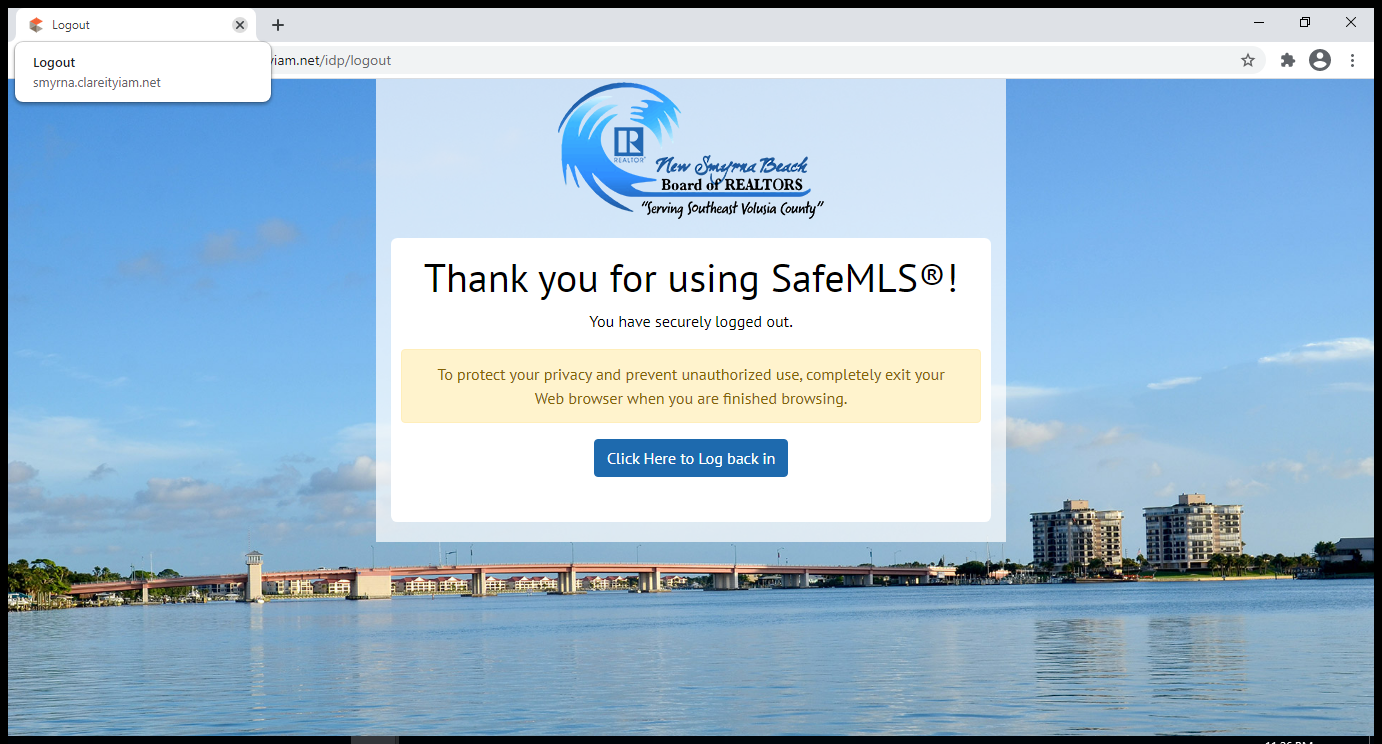 Logout
Logout
smyrna.clareityiam.net
yiam.net/idp/logout
R
REALTOR®
New Smyrna Beach
Board of REALTORS
"Serving Southeast Volusia County"
Thank you for using SafeMLS®!
You have securely logged out.
To protect your privacy and prevent unauthorized use, completely exit your
Web browser when you are finished browsing.
Click Here to Log back in